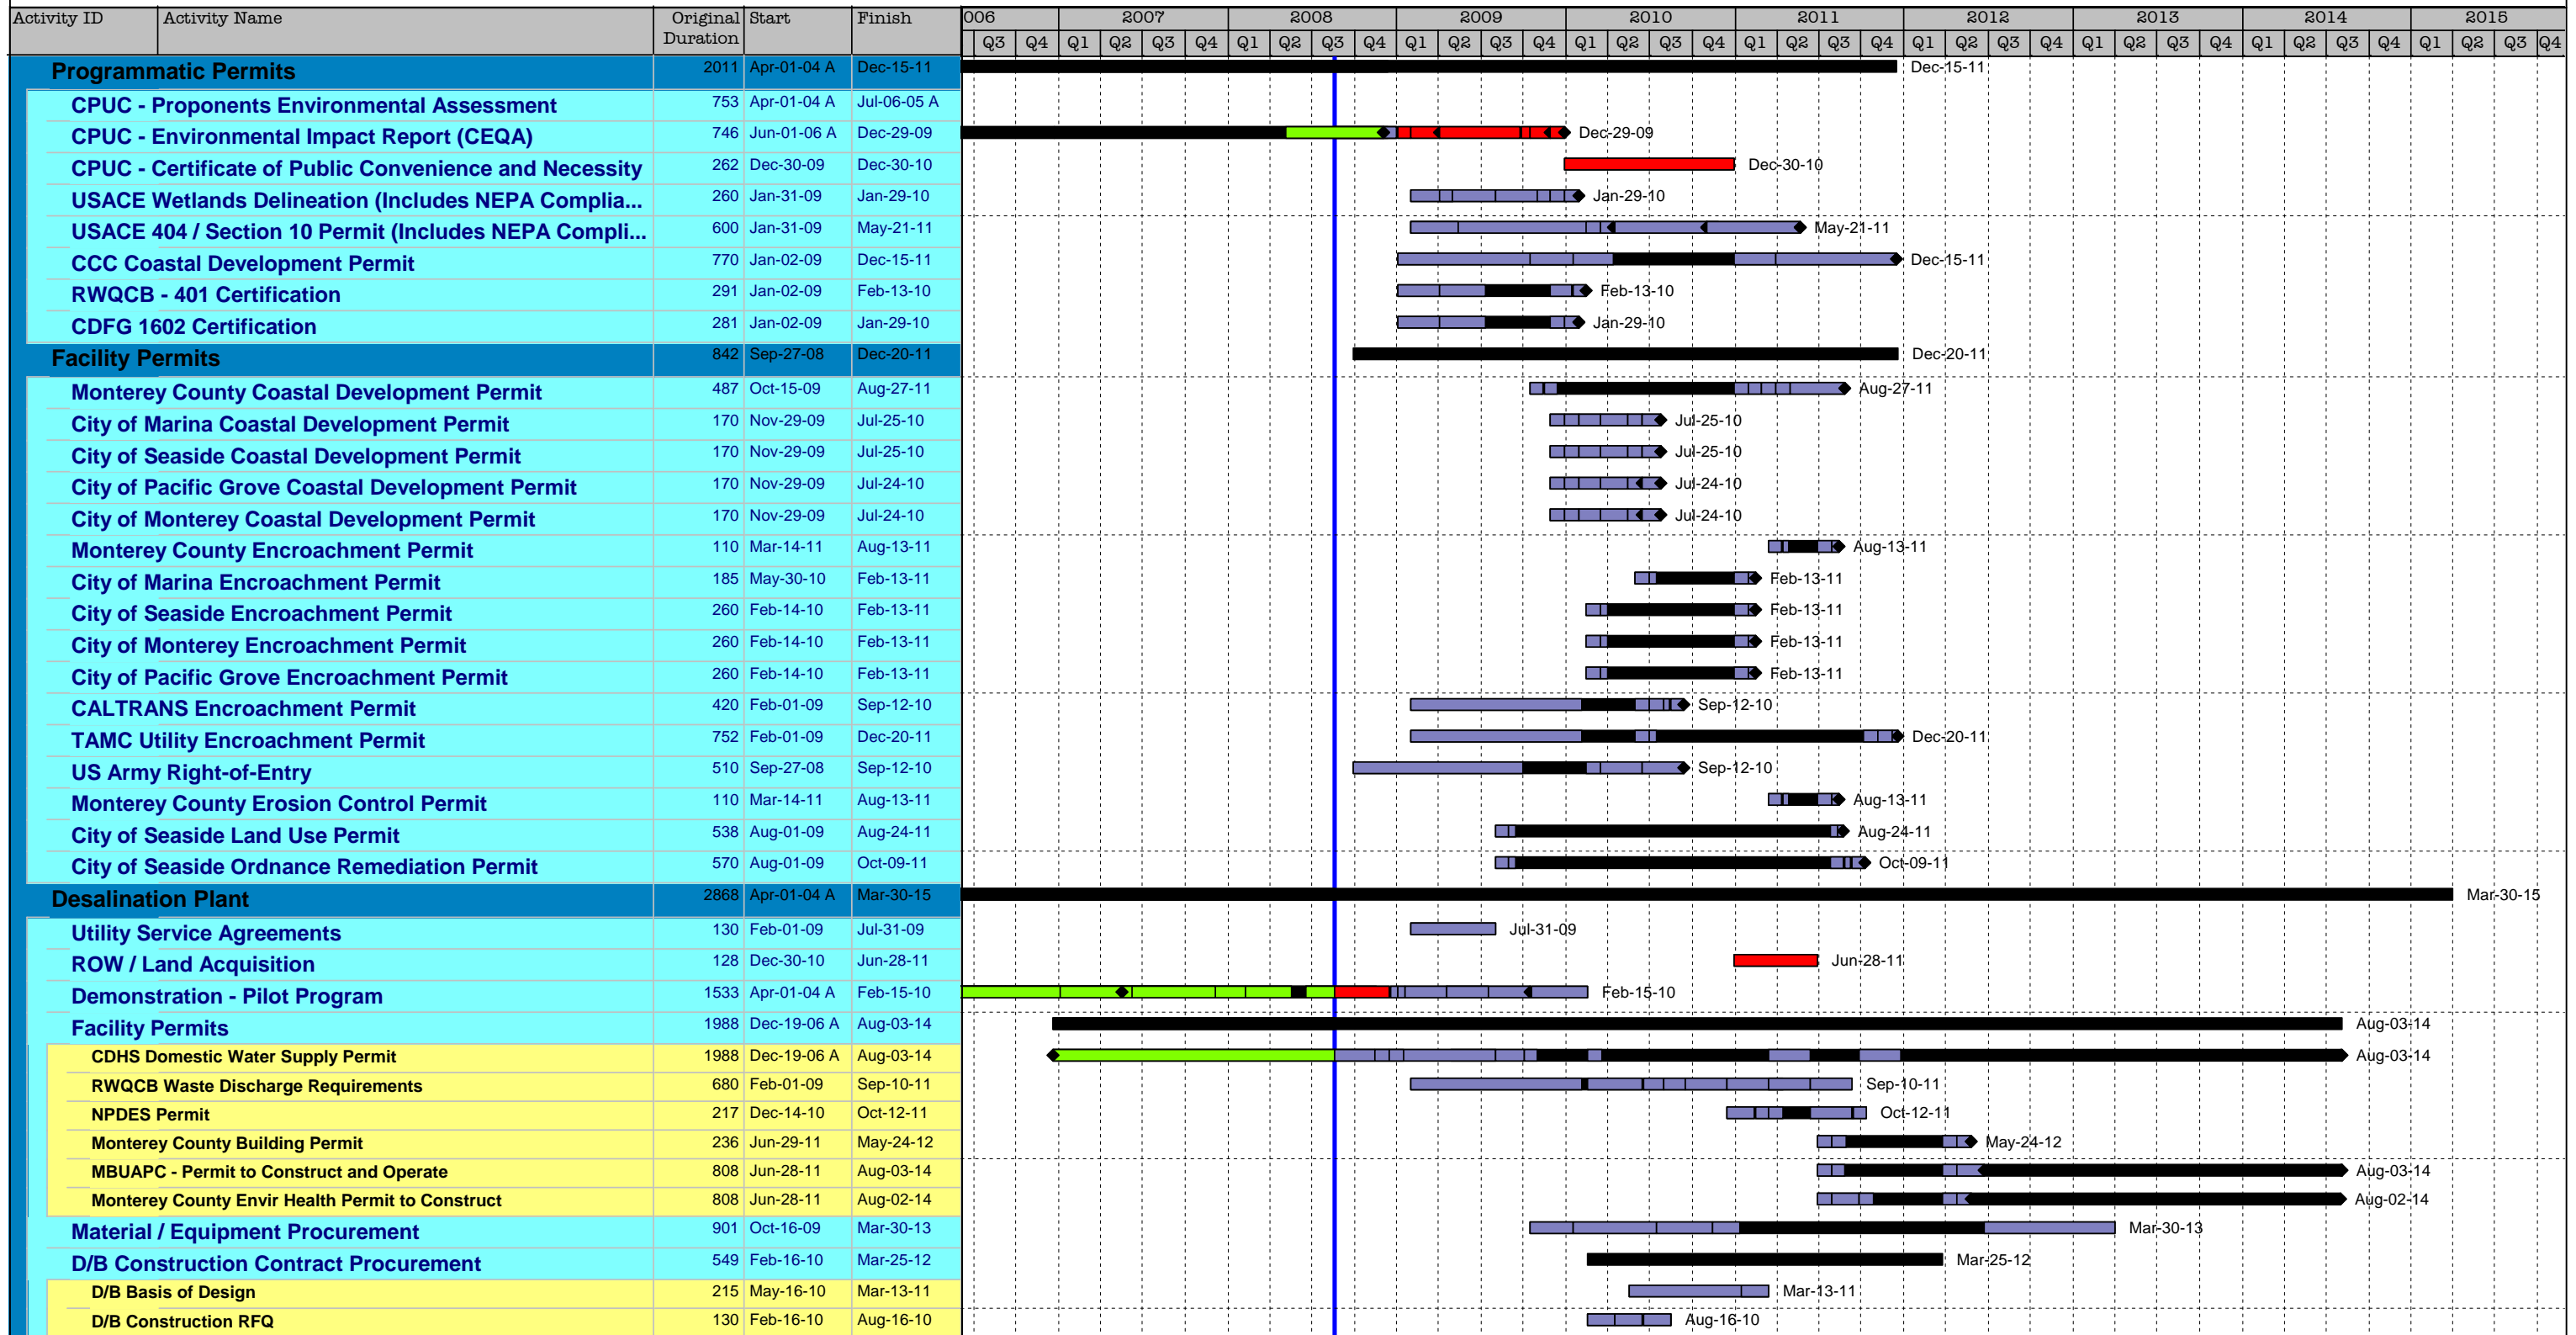 Activity ID Activity Name Original Duration Start Finish 006 2007 2008 2009 2010 2011 2012 2013 2014 2015
Q3 Q4 Q1 Q2 Q3 Q4 Q1 Q2 Q3 Q4 Q1 Q2 Q3 Q4 Q1 Q2 Q3 Q4 Q1 Q2 Q3 Q4 Q1 Q2 Q3 Q4 Q1 Q2 Q3 Q4 Q1 Q2 Q3 Q4 Q1 Q2 Q3 Q4
Programmatic Permits 2011 Apr-01-04 A Dec-15-11 Dec-15-11
CPUC - Proponents Environmental Assessment 753 Apr-01-04 A Jul-06-05 A
CPUC - Environmental Impact Report (CEQA) 746 Jun-01-06 A Dec-29-09 Dec-29-09
CPUC - Certificate of Public Convenience and Necessity 262 Dec-30-09 Dec-30-10 Dec-30-10
USACE Wetlands Delineation (Includes NEPA Complia... 260 Jan-31-09 Jan-29-10 Jan-29-10
USACE 404 / Section 10 Permit (Includes NEPA Compli... 600 Jan-31-09 May-21-11 May-21-11
CCC Coastal Development Permit 770 Jan-02-09 Dec-15-11 Dec-15-11
RWQCB - 401 Certification 291 Jan-02-09 Feb-13-10 Feb-13-10
CDFG 1602 Certification 281 Jan-02-09 Jan-29-10 Jan-29-10
Facility Permits 842 Sep-27-08 Dec-20-11 Dec-20-11
Monterey County Coastal Development Permit 487 Oct-15-09 Aug-27-11 Aug-27-11
City of Marina Coastal Development Permit 170 Nov-29-09 Jul-25-10 Jul-25-10
City of Seaside Coastal Development Permit 170 Nov-29-09 Jul-25-10 Jul-25-10
City of Pacific Grove Coastal Development Permit 170 Nov-29-09 Jul-24-10 Jul-24-10
City of Monterey Coastal Development Permit 170 Nov-29-09 Jul-24-10 Jul-24-10
Monterey County Encroachment Permit 110 Mar-14-11 Aug-13-11 Aug-13-11
City of Marina Encroachment Permit 185 May-30-10 Feb-13-11 Feb-13-11
City of Seaside Encroachment Permit 260 Feb-14-10 Feb-13-11 Feb-13-11
City of Monterey Encroachment Permit 260 Feb-14-10 Feb-13-11 Feb-13-11
City of Pacific Grove Encroachment Permit 260 Feb-14-10 Feb-13-11 Feb-13-11
CALTRANS Encroachment Permit 420 Feb-01-09 Sep-12-10 Sep-12-10
TAMC Utility Encroachment Permit 752 Feb-01-09 Dec-20-11 Dec-20-11
US Army Right-of-Entry 510 Sep-27-08 Sep-12-10 Sep-12-10
Monterey County Erosion Control Permit 110 Mar-14-11 Aug-13-11 Aug-13-11
City of Seaside Land Use Permit 538 Aug-01-09 Aug-24-11 Aug-24-11
City of Seaside Ordnance Remediation Permit 570 Aug-01-09 Oct-09-11 Oct-09-11
Desalination Plant 2868 Apr-01-04 A Mar-30-15 Mar-30-15
Utility Service Agreements 130 Feb-01-09 Jul-31-09 Jul-31-09
ROW / Land Acquisition 128 Dec-30-10 Jun-28-11 Jun-28-11
Demonstration - Pilot Program 1533 Apr-01-04 A Feb-15-10 Feb-15-10
Facility Permits 1988 Dec-19-06 A Aug-03-14 Aug-03-14
CDHS Domestic Water Supply Permit 1988 Dec-19-06 A Aug-03-14 Aug-03-14
RWQCB Waste Discharge Requirements 680 Feb-01-09 Sep-10-11 Sep-10-11
NPDES Permit 217 Dec-14-10 Oct-12-11 Oct-12-11
Monterey County Building Permit 236 Jun-29-11 May-24-12 May-24-12
MBUAPC - Permit to Construct and Operate 808 Jun-28-11 Aug-03-14 Aug-03-14
Monterey County Envir Health Permit to Construct 808 Jun-28-11 Aug-02-14 Aug-02-14
Material / Equipment Procurement 901 Oct-16-09 Mar-30-13 Mar-30-13
D/B Construction Contract Procurement 549 Feb-16-10 Mar-25-12 Mar-25-12
D/B Basis of Design 215 May-16-10 Mar-13-11 Mar-13-11
D/B Construction RFQ 130 Feb-16-10 Aug-16-10 Aug-16-10